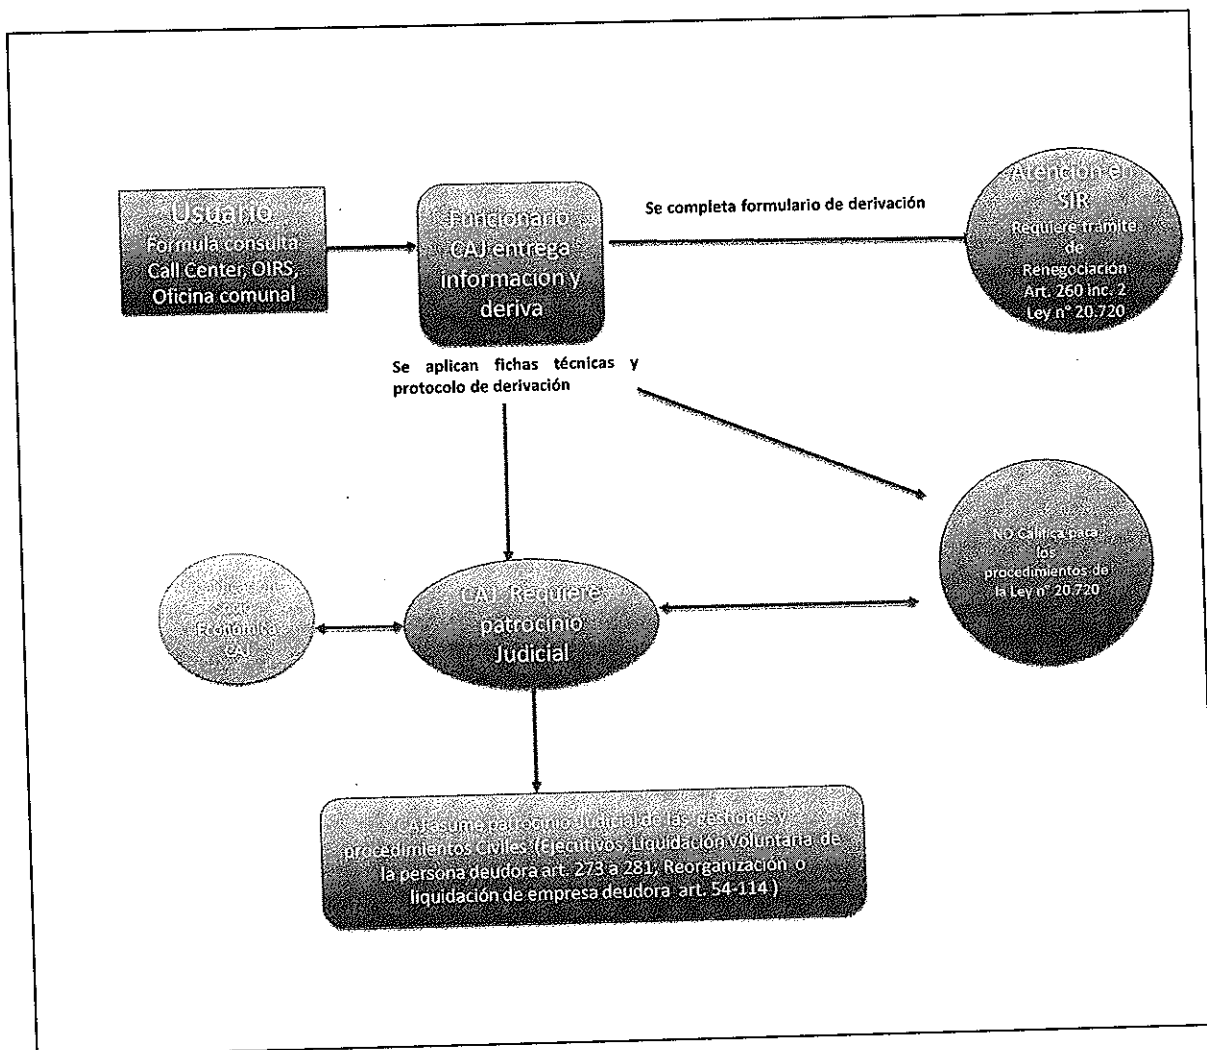 Usuario
Formula consulta
Call Center, OIRS,
Oficina comunal
Funcionario
CAJ entrega
información y
deriva
Se completa formulario de derivación
Atención en
SIR
Requiere trámite
de
Renegociación
Art. 260 inc. 2
Ley n° 20.720
Se aplican fichas técnicas y
protocolo de derivación
NO califica para
los
procedimientos de
la Ley n° 20.720
Socio
Económica
CAJ
CAJ. Requiere
patrocinio
Judicial
CAJ asume patrocinio Judicial de las gestiones y
procedimientos Civiles (Ejecutivos; Liquidación Voluntaria de
la persona deudora art. 273 a 281; Reorganización o
liquidación de empresa deudora art. 54-114 )